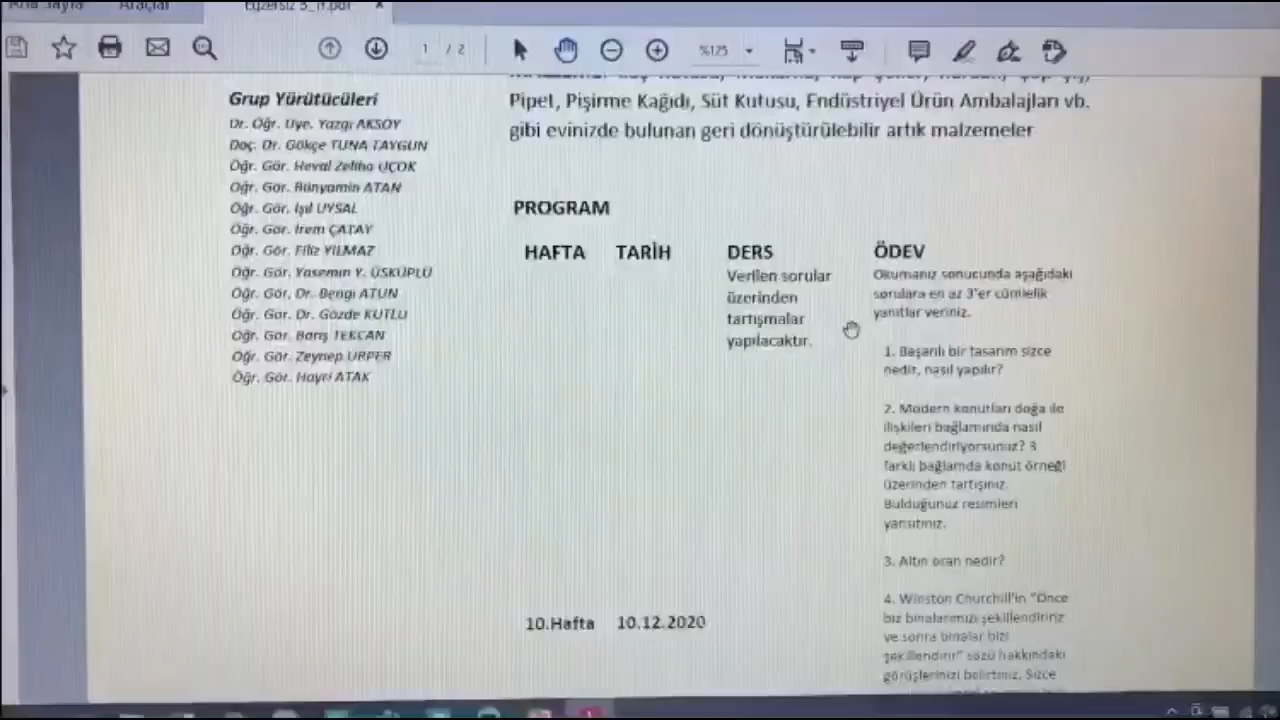 Ana Sayfa Araçlar Egzersiz 5_
1 / 2 %125
Pipet, Pişirme Kağıdı, Süt Kutusu, Endüstriyel Ürün Ambalajları vb.
gibi evinizde bulunan geri dönüştürülebilir artık malzemeler
Grup Yürütücüleri
Dr. Öğr. Üye. Yazgı AKSOY
Doç. Dr. Gökçe TUNA TAYGUN
Öğr. Gör. Heval Zeliha UÇOK
Öğr. Gör. Bünyamin ATAN
Öğr. Gör. Işıl UYSAL
Öğr. Gör. İrem ÇATAY
Öğr. Gör. Filiz YILMAZ
Öğr. Gör. Yasemin Y. ÜSKÜPLÜ
Öğr. Gör. Dr. Bengi ATUN
Öğr. Gör. Dr. Gözde KUTLU
Öğr. Gör. Barış TEKCAN
Öğr. Gör. Zeynep URPER
Öğr. Gör. Hayri ATAK
PROGRAM
HAFTA TARİH DERS ÖDEV
Verilen sorular
üzerinden
tartışmalar
yapılacaktır.
Okumanız sonucunda aşağıdaki
sorulara en az 3'er cümlelik
yanıtlar veriniz.
1. Başarılı bir tasarım sizce
nedir, nasıl yapılır?
2. Modern konutları doğa ile
ilişkileri bağlamında nasıl
değerlendiriyorsunuz? 3
farklı bağlamda konut örneği
üzerinden tartışınız.
Bulduğunuz resimleri
yansıtınız.
3. Altın oran nedir?
4. Winston Churchill'in "Önce
biz binalarımızı şekillendiririz
ve sonra binalar bizi
şekillendirir" sözü hakkındaki
görüşlerinizi belirtiniz. Sizce
10.Hafta 10.12.2020